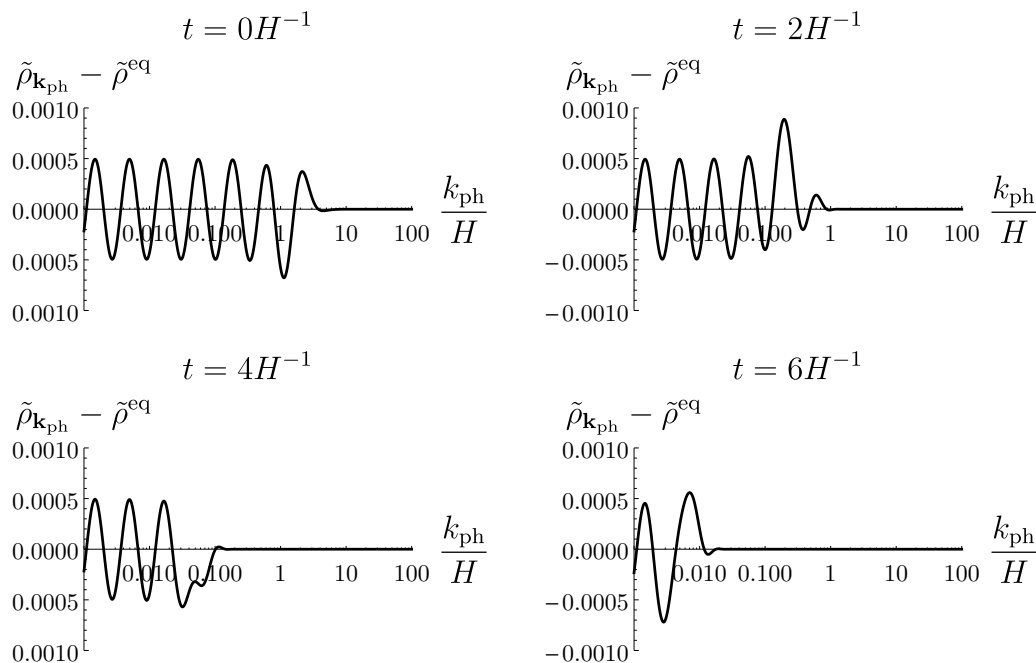 t = 0H⁻¹
ρ̃_{k_ph} − ρ̃^{eq}
0.0010
0.0005
0.0000
0.0005
0.0010
0.010 0.100 1 10 100
k_ph
H
t = 2H⁻¹
ρ̃_{k_ph} − ρ̃^{eq}
0.0010
0.0005
0.0000
−0.0005
−0.0010
0.010 0.100 1 10 100
k_ph
H
t = 4H⁻¹
ρ̃_{k_ph} − ρ̃^{eq}
0.0010
0.0005
0.0000
0.0005
0.0010
0.010 0.100 1 10 100
k_ph
H
t = 6H⁻¹
ρ̃_{k_ph} − ρ̃^{eq}
0.0010
0.0005
0.0000
−0.0005
−0.0010
0.010 0.100 1 10 100
k_ph
H